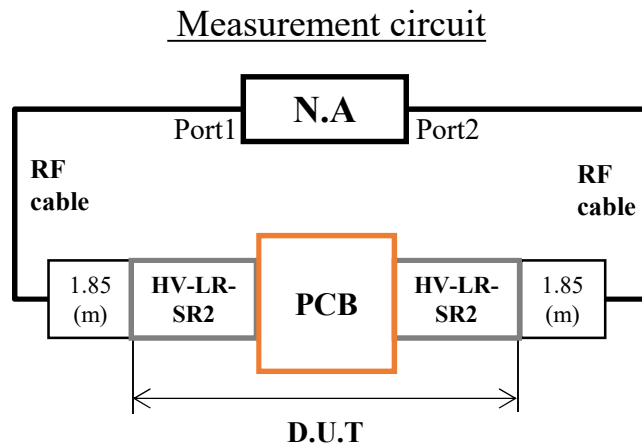 Measurement circuit
N.A
Port1
Port2
RF
cable
RF
cable
1.85
(m)
HV-LR-
SR2
PCB
HV-LR-
SR2
1.85
(m)
D.U.T